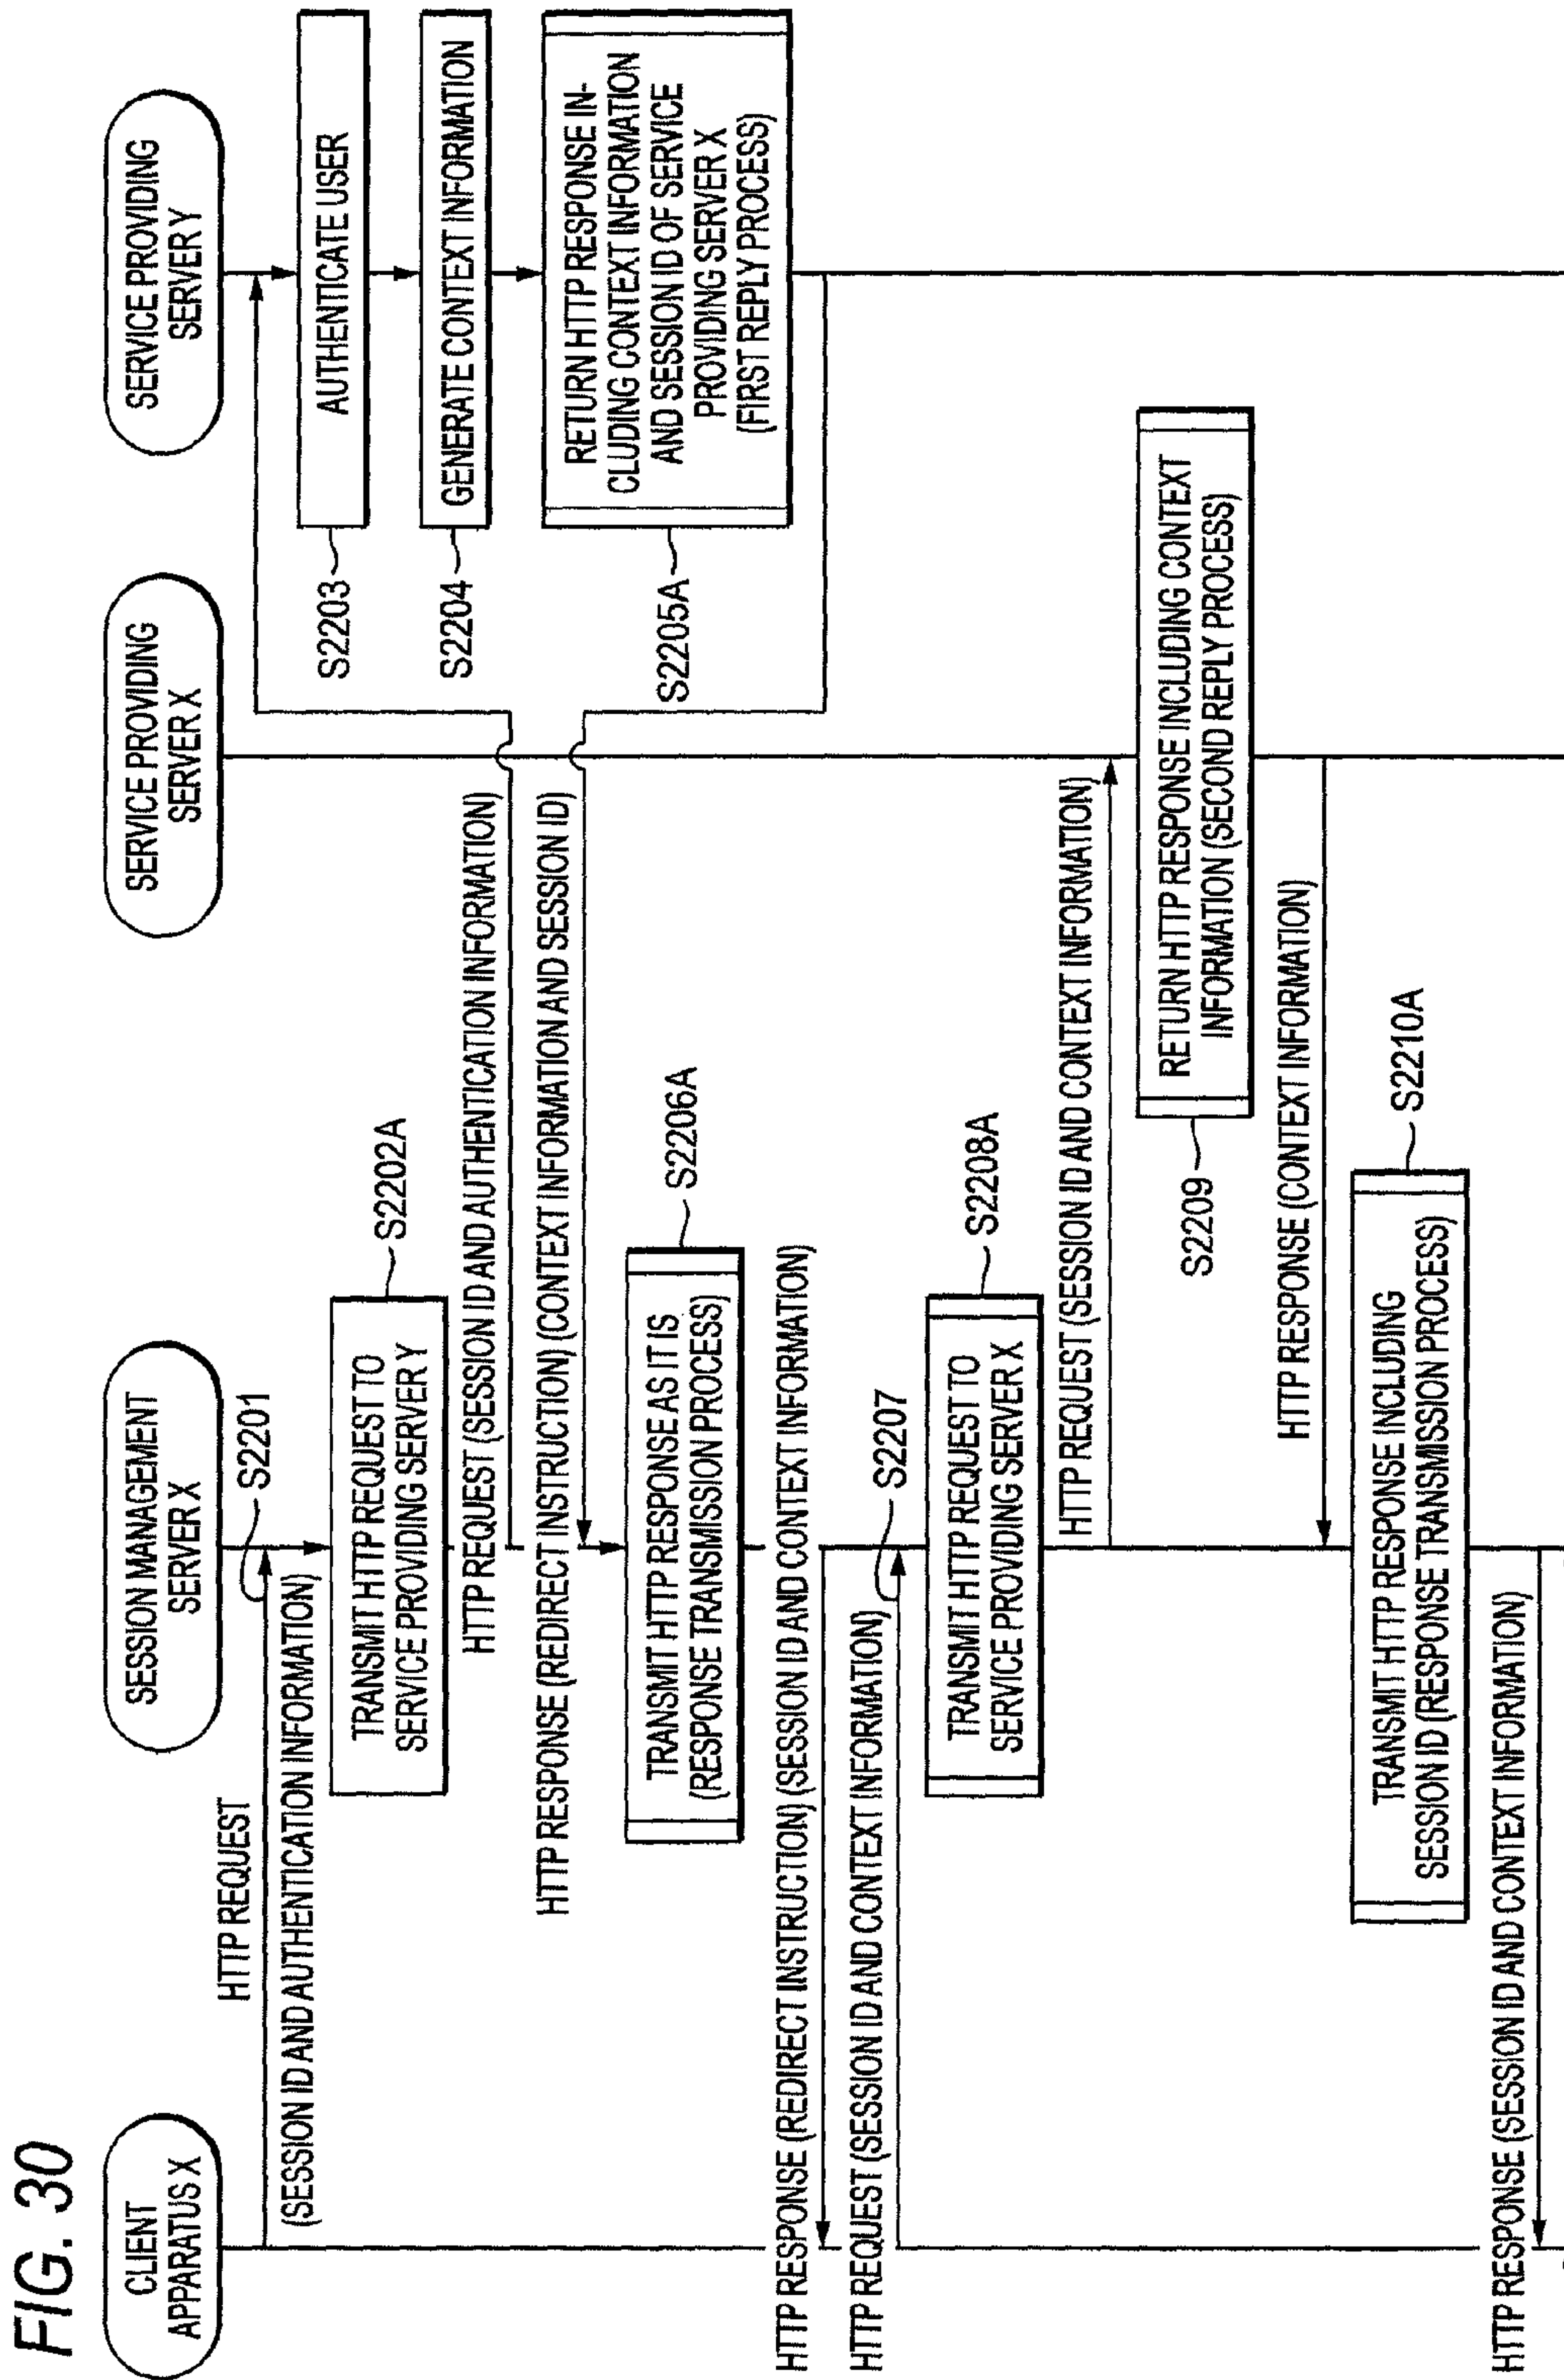 FIG. 30
CLIENT
APPARATUS X
SESSION MANAGEMENT
SERVER X
SERVICE PROVIDING
SERVER X
SERVICE PROVIDING
SERVER Y
HTTP REQUEST
(SESSION ID AND AUTHENTICATION INFORMATION)
S2201
TRANSMIT HTTP REQUEST TO
SERVICE PROVIDING SERVER Y
S2202A
HTTP REQUEST (SESSION ID AND AUTHENTICATION INFORMATION)
S2203
AUTHENTICATE USER
S2204
GENERATE CONTEXT INFORMATION
S2205A
RETURN HTTP RESPONSE IN-
CLUDING CONTEXT INFORMATION
AND SESSION ID OF SERVICE
PROVIDING SERVER X
(FIRST REPLY PROCESS)
HTTP RESPONSE (REDIRECT INSTRUCTION) (CONTEXT INFORMATION AND SESSION ID)
TRANSMIT HTTP RESPONSE AS IT IS
(RESPONSE TRANSMISSION PROCESS)
S2206A
HTTP RESPONSE (REDIRECT INSTRUCTION) (SESSION ID AND CONTEXT INFORMATION)
HTTP REQUEST (SESSION ID AND CONTEXT INFORMATION)
S2207
TRANSMIT HTTP REQUEST TO
SERVICE PROVIDING SERVER X
S2208A
HTTP REQUEST (SESSION ID AND CONTEXT INFORMATION)
S2209
RETURN HTTP RESPONSE INCLUDING CONTEXT
INFORMATION (SECOND REPLY PROCESS)
HTTP RESPONSE (CONTEXT INFORMATION)
TRANSMIT HTTP RESPONSE INCLUDING
SESSION ID (RESPONSE TRANSMISSION PROCESS)
S2210A
HTTP RESPONSE (SESSION ID AND CONTEXT INFORMATION)